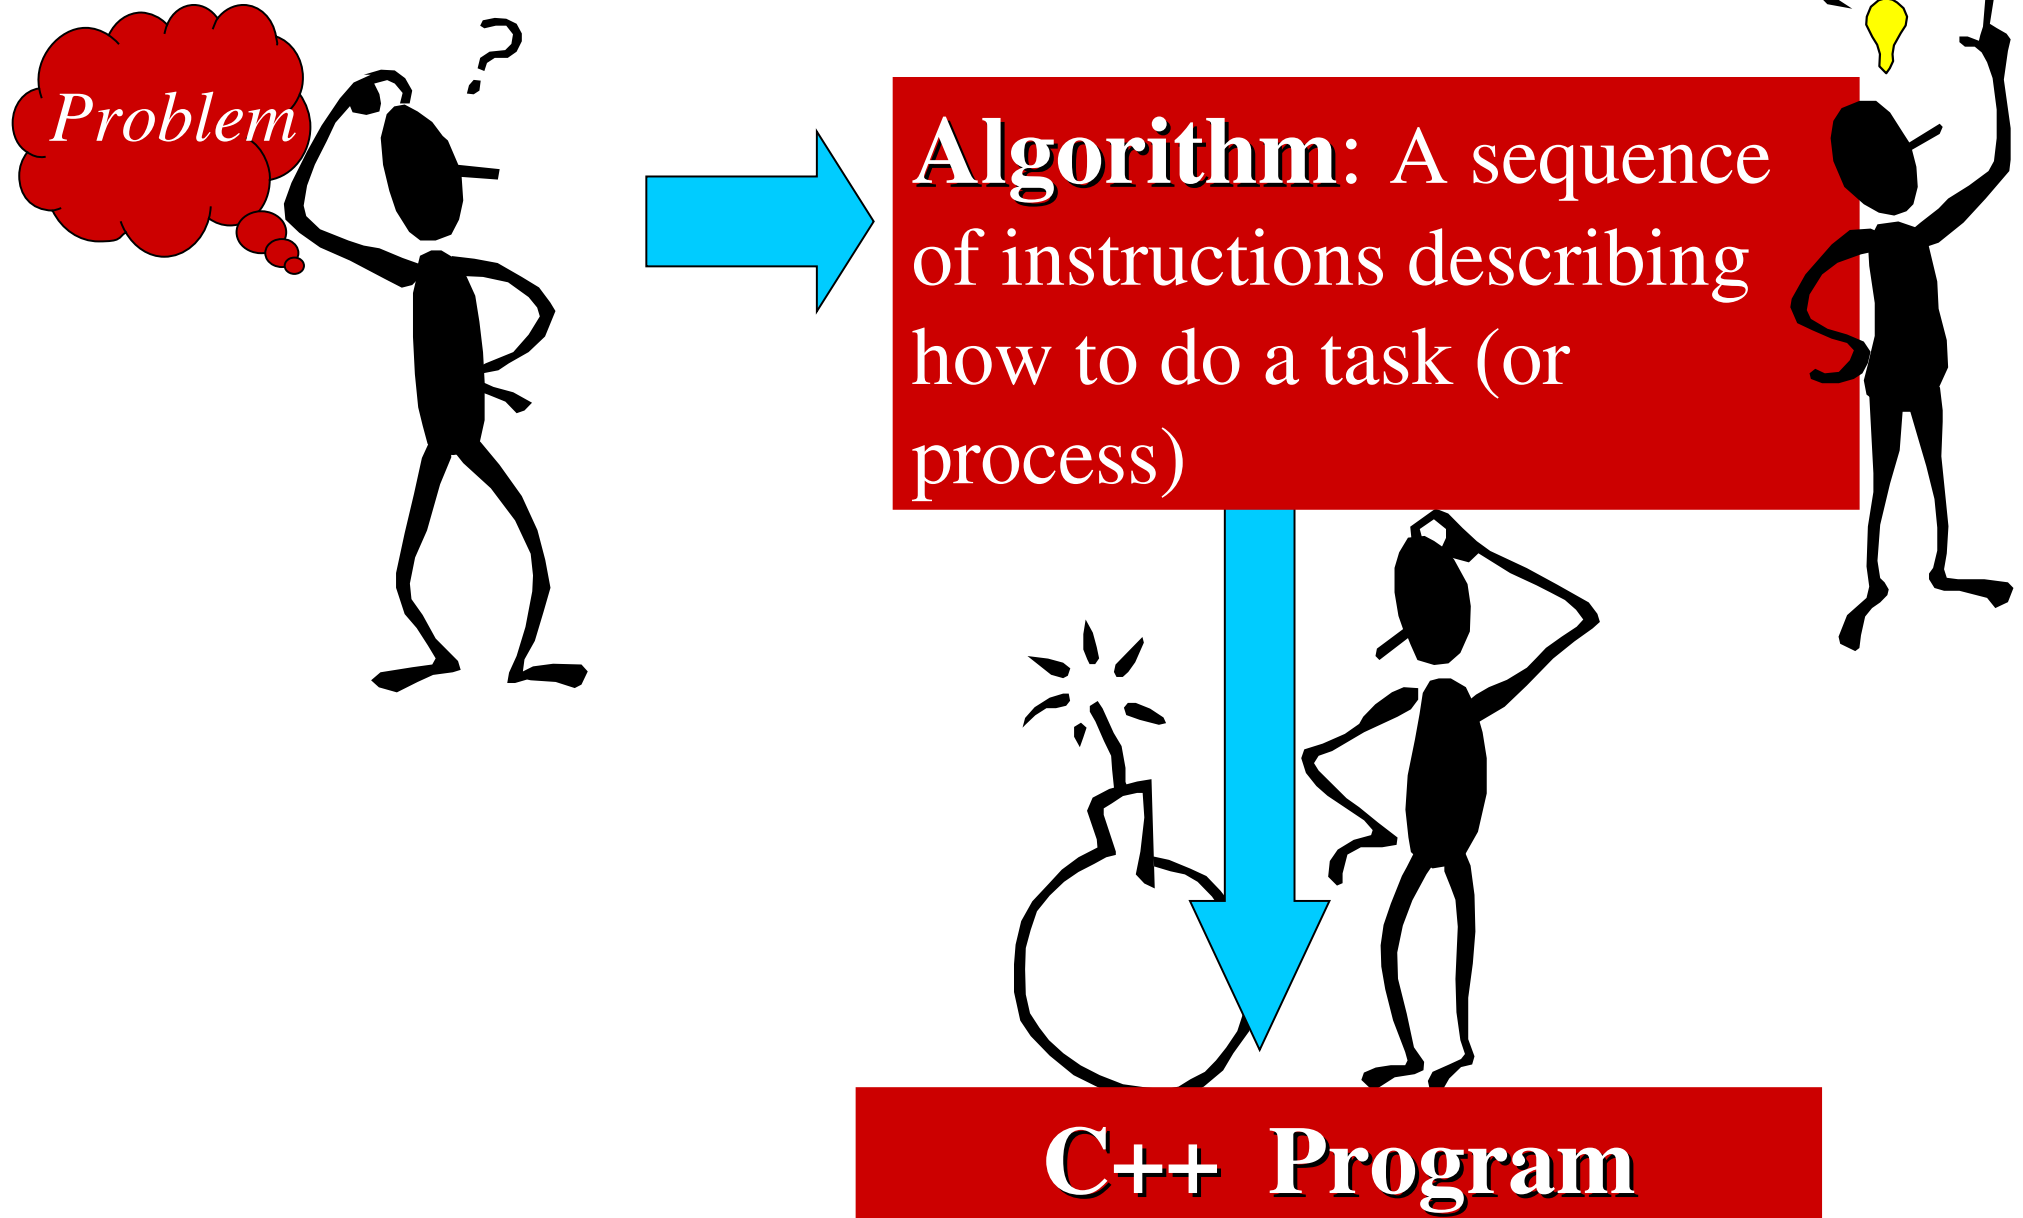 Problem
?
Algorithm: A sequence
of instructions describing
how to do a task (or
process)
C++ Program